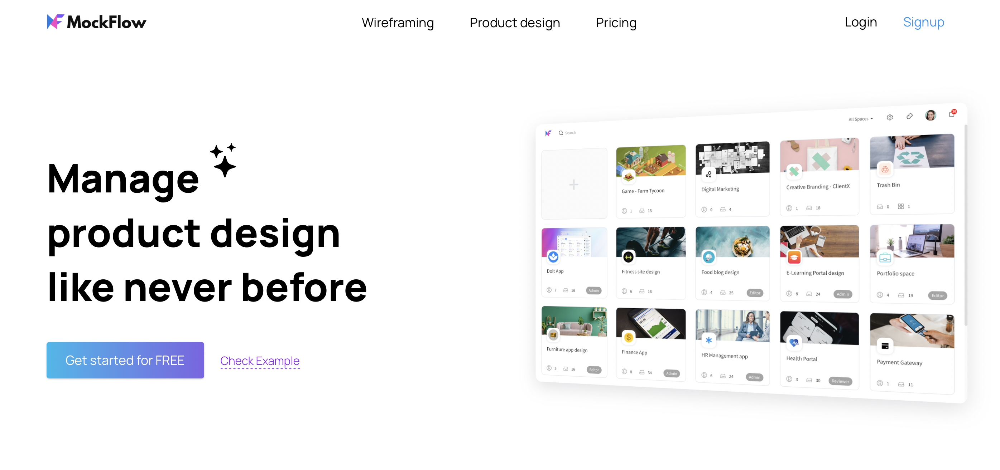 MockFlow
Wireframing
Product design
Pricing
Login
Signup
Manage
product design
like never before
Get started for FREE
Check Example
Search
All Spaces
30
Game - Farm Tycoon
1 13
Digital Marketing
0 4
Creative Branding - ClientX
1 18
Trash Bin
0 1
Doit App
7 16 Admin
Fitness site design
6 16
Food blog design
4 25 Editor
E-Learning Portal design
8 24 Admin
Portfolio space
4 19 Editor
Furniture app design
5 16 Editor
Finance App
8 34 Admin
HR Management app
6 24 Admin
Health Portal
3 30 Reviewer
Payment Gateway
1 11